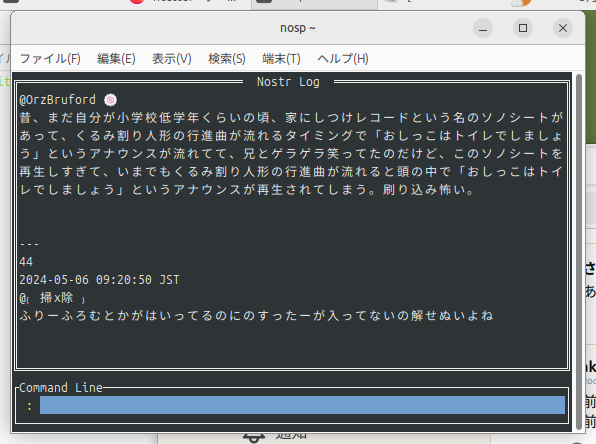 nosp ~
ファイル(F) 編集(E) 表示(V) 検索(S) 端末(T) ヘルプ(H)
Nostr Log
@OrzBruford 🍥
昔、まだ自分が小学校低学年くらいの頃、家にしつけレコードという名のソノシートが
あって、くるみ割り人形の行進曲が流れるタイミングで「おしっこはトイレでしましょ
う」というアナウンスが流れてて、兄とゲラゲラ笑ってたのだけど、このソノシートを
再生しすぎて、いまでもくるみ割り人形の行進曲が流れると頭の中で「おしっこはトイ
レでしましょう」というアナウンスが再生されてしまう。刷り込み怖い。
---
44
2024-05-06 09:20:50 JST
@₍ 掃x除 ₎
ふりーふろむとかがはいってるのにのすったーが入ってないの解せぬいよね
Command Line
:
通知